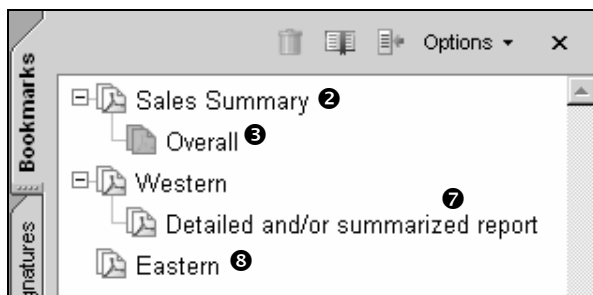 Options
Bookmarks
Sales Summary ❷
Overall ❸
Western
❼
Detailed and/or summarized report
Eastern ❽
gnatures